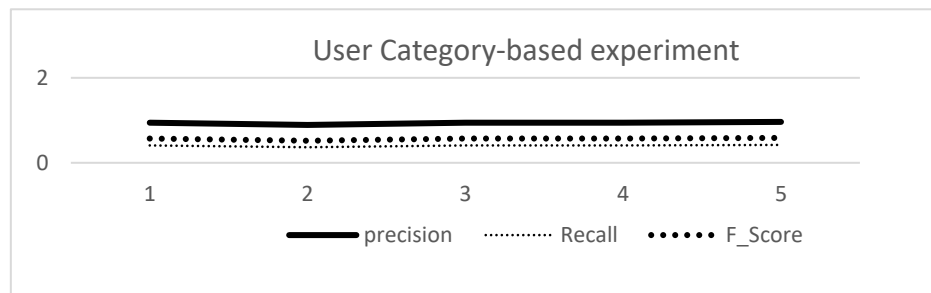 User Category-based experiment
2
0
1 2 3 4 5
precision Recall F_Score